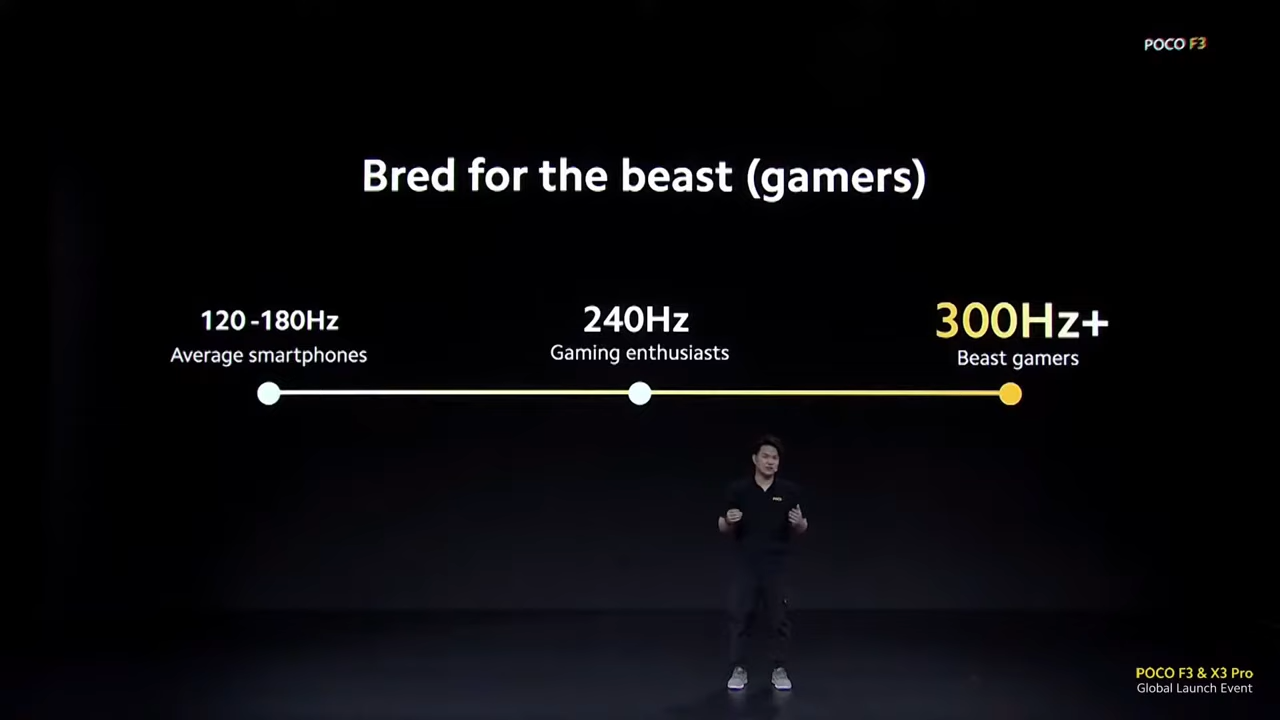 POCO F3
Bred for the beast (gamers)
120-180Hz
Average smartphones
240Hz
Gaming enthusiasts
300Hz+
Beast gamers
POCO F3 & X3 Pro
Global Launch Event